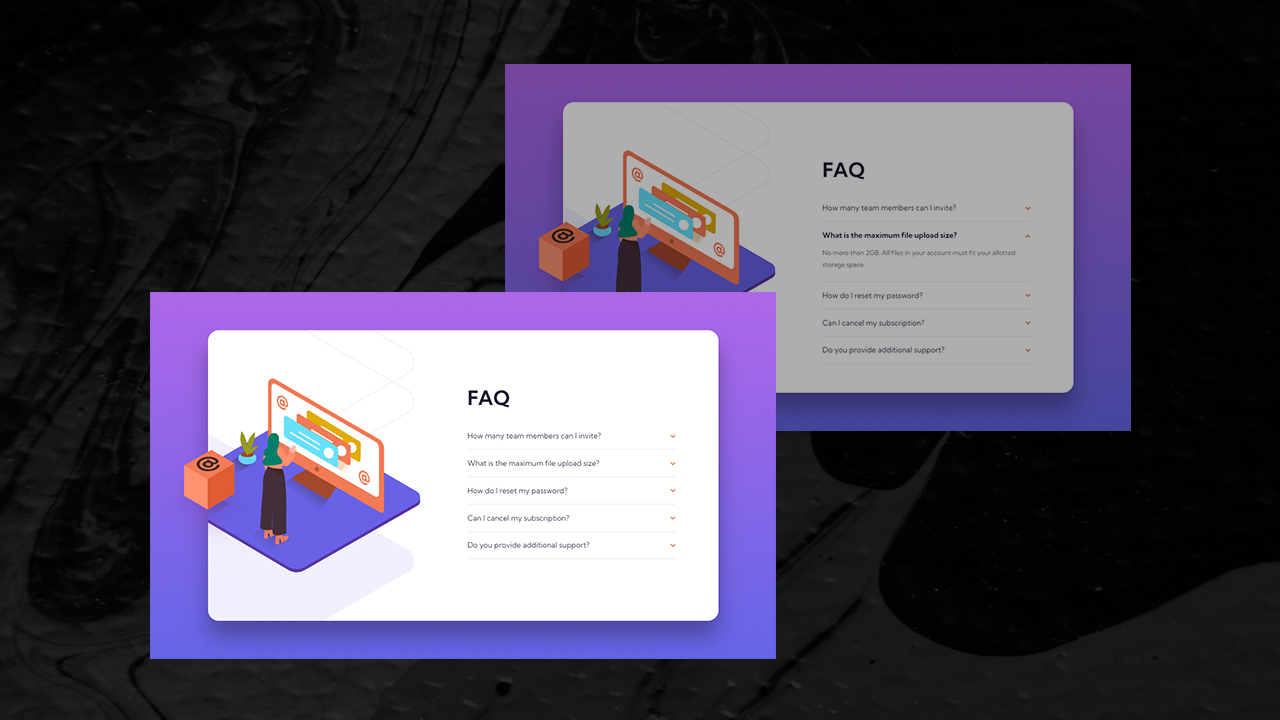 FAQ
How many team members can I invite?
What is the maximum file upload size?
No more than 2GB. All files in your account must fit your allotted
storage space.
How do I reset my password?
Can I cancel my subscription?
Do you provide additional support?
@
@
@
FAQ
How many team members can I invite?
What is the maximum file upload size?
How do I reset my password?
Can I cancel my subscription?
Do you provide additional support?
@
@
@